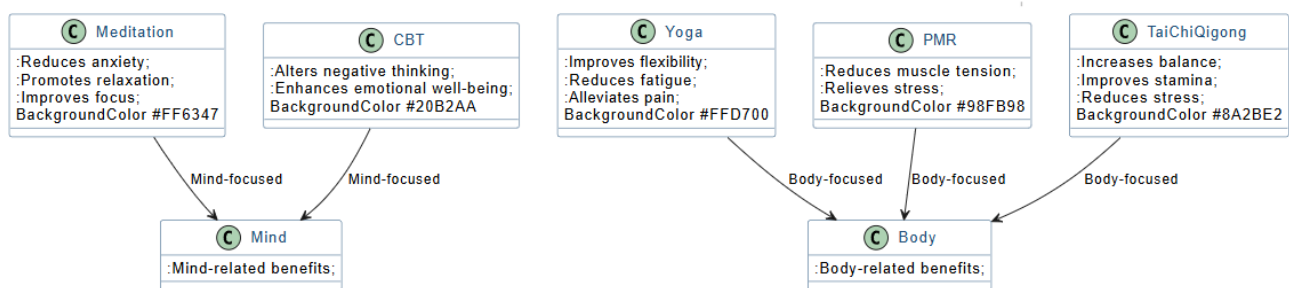 C Meditation
:Reduces anxiety;
:Promotes relaxation;
:Improves focus;
BackgroundColor #FF6347
C CBT
:Alters negative thinking;
:Enhances emotional well-being;
BackgroundColor #20B2AA
C Yoga
:Improves flexibility;
:Reduces fatigue;
:Alleviates pain;
BackgroundColor #FFD700
C PMR
:Reduces muscle tension;
:Relieves stress;
BackgroundColor #98FB98
C TaiChiQigong
:Increases balance;
:Improves stamina;
:Reduces stress;
BackgroundColor #8A2BE2
Mind-focused
Mind-focused
Body-focused
Body-focused
Body-focused
C Mind
:Mind-related benefits;
C Body
:Body-related benefits;